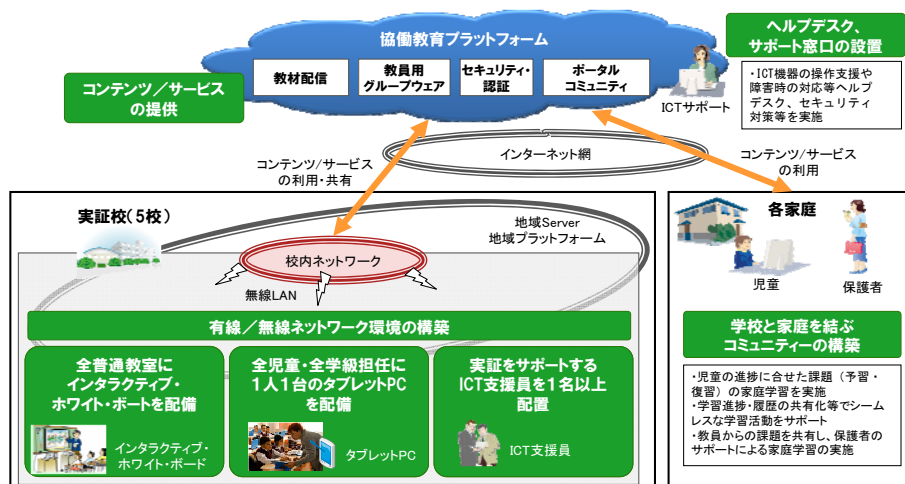 協働教育プラットフォーム
教材配信
教員用
グループウェア
セキュリティ・
認証
ポータル
コミュニティ
コンテンツ／サービス
の提供
ICTサポート
ヘルプデスク、
サポート窓口の設置
・ICT機器の操作支援や
障害時の対応等ヘルプ
デスク、セキュリティ
対策等を実施
インターネット網
コンテンツ/サービス
の利用・共有
コンテンツ/サービス
の利用
実証校（5校）
地域Server
地域プラットフォーム
校内ネットワーク
無線LAN
有線／無線ネットワーク環境の構築
全普通教室に
インタラクティブ・
ホワイト・ボートを配備
インタラクティブ・
ホワイト・ボード
全児童・全学級担任に
1人1台のタブレットPC
を配備
タブレットPC
実証をサポートする
ICT支援員を1名以上
配置
ICT支援員
各家庭
児童
保護者
学校と家庭を結ぶ
コミュニティーの構築
・児童の進捗に合せた課題（予習・
復習）の家庭学習を実施
・学習進捗・履歴の共有化等でシーム
レスな学習活動をサポート
・教員からの課題を共有し、保護者の
サポートによる家庭学習の実施